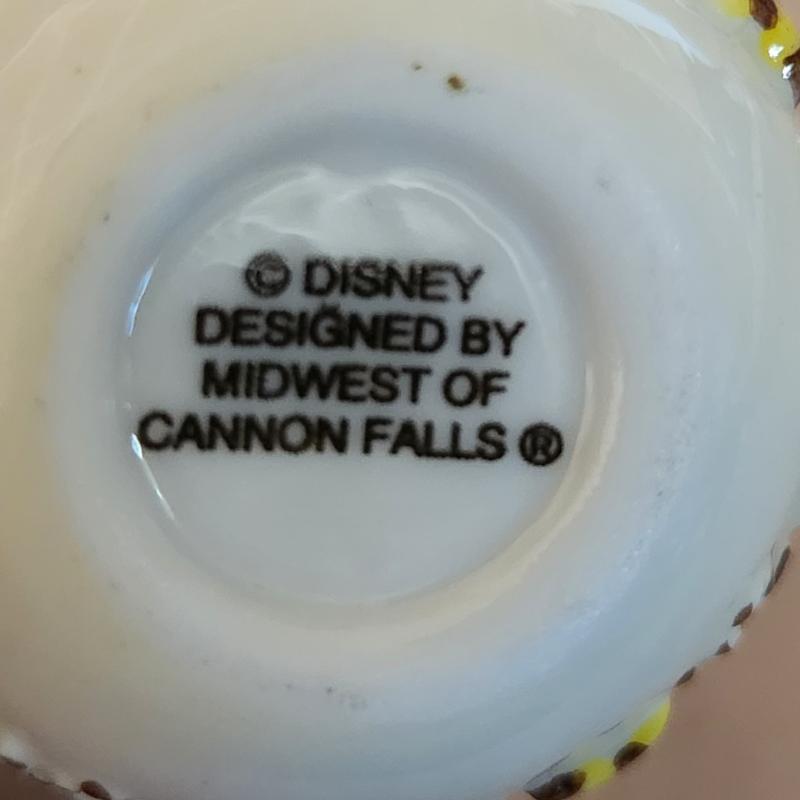 © DISNEY
DESIGNED BY
MIDWEST OF
CANNON FALLS ®